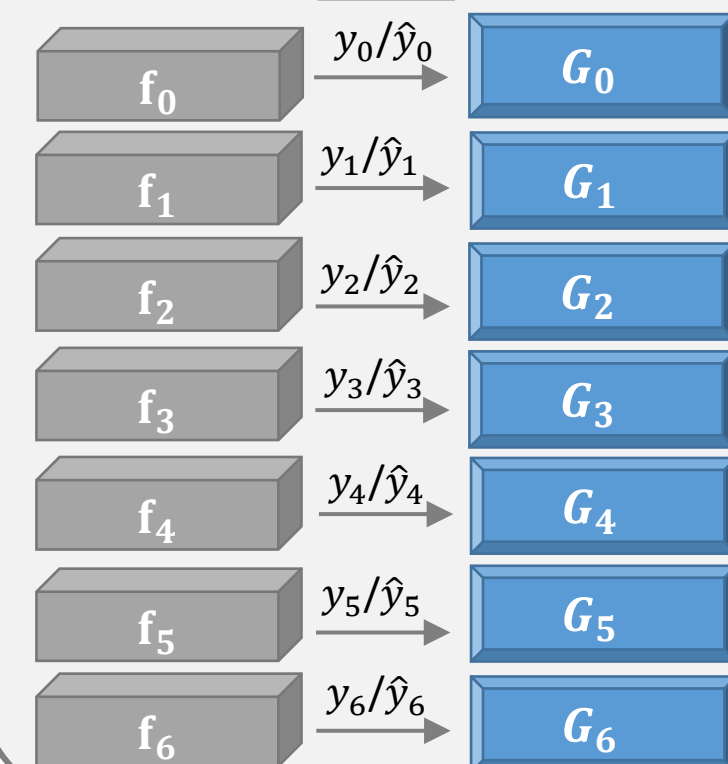 f₀ y₀/ŷ₀ G₀
f₁ y₁/ŷ₁ G₁
f₂ y₂/ŷ₂ G₂
f₃ y₃/ŷ₃ G₃
f₄ y₄/ŷ₄ G₄
f₅ y₅/ŷ₅ G₅
f₆ y₆/ŷ₆ G₆